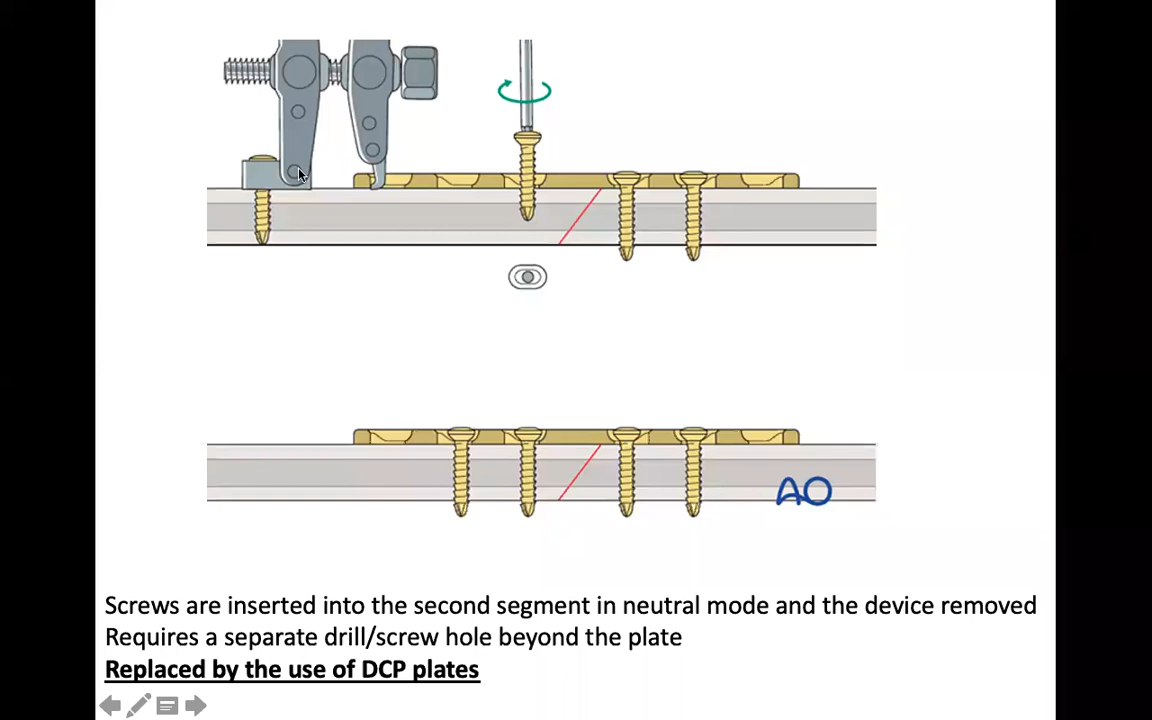 AO
Screws are inserted into the second segment in neutral mode and the device removed
Requires a separate drill/screw hole beyond the plate
Replaced by the use of DCP plates